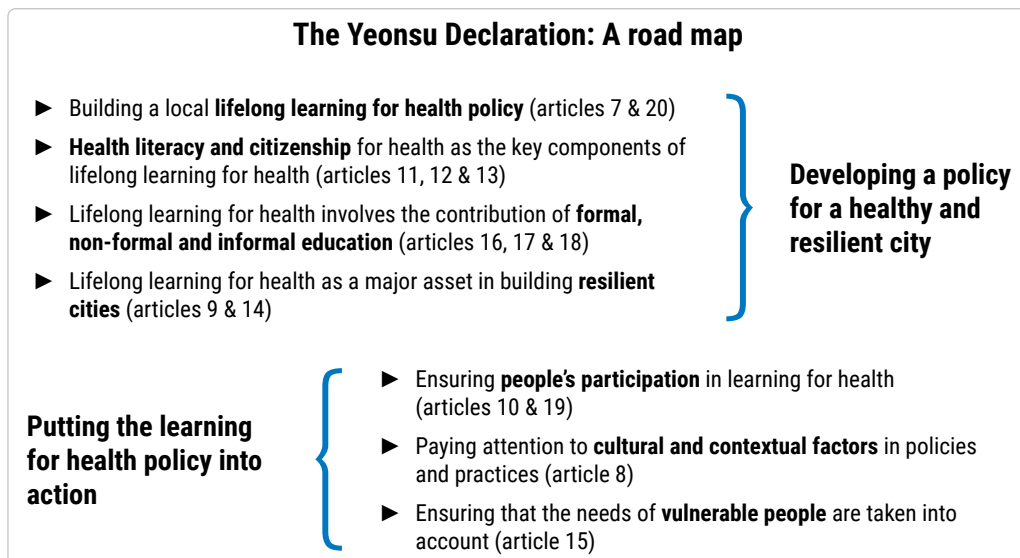 The Yeonsu Declaration: A road map
► Building a local lifelong learning for health policy (articles 7 & 20)
► Health literacy and citizenship for health as the key components of
lifelong learning for health (articles 11, 12 & 13)
► Lifelong learning for health involves the contribution of formal,
non-formal and informal education (articles 16, 17 & 18)
► Lifelong learning for health as a major asset in building resilient
cities (articles 9 & 14)
Developing a policy
for a healthy and
resilient city
Putting the learning
for health policy into
action
► Ensuring people’s participation in learning for health
(articles 10 & 19)
► Paying attention to cultural and contextual factors in policies
and practices (article 8)
► Ensuring that the needs of vulnerable people are taken into
account (article 15)